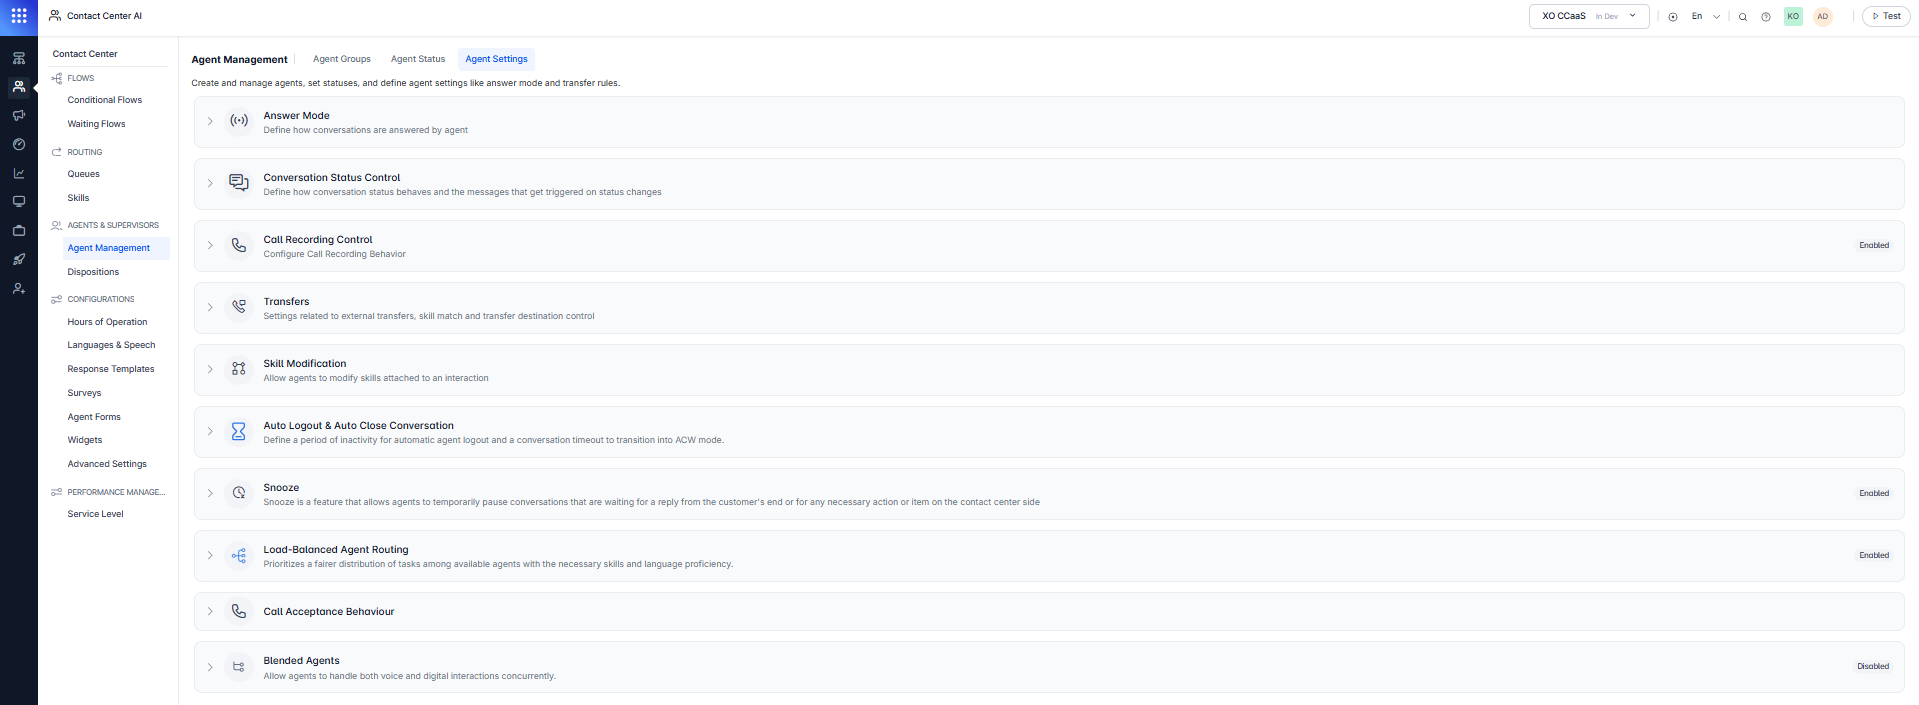 Contact Center AI
XO CCaaS In Dev
En
KO
AD
Test
Contact Center
FLOWS
Conditional Flows
Waiting Flows
ROUTING
Queues
Skills
AGENTS & SUPERVISORS
Agent Management
Dispositions
CONFIGURATIONS
Hours of Operation
Languages & Speech
Response Templates
Surveys
Agent Forms
Widgets
Advanced Settings
PERFORMANCE MANAGE...
Service Level
Agent Management
Agent Groups
Agent Status
Agent Settings
Create and manage agents, set statuses, and define agent settings like answer mode and transfer rules.
Answer Mode
Define how conversations are answered by agent
Conversation Status Control
Define how conversation status behaves and the messages that get triggered on status changes
Call Recording Control
Configure Call Recording Behavior
Enabled
Transfers
Settings related to external transfers, skill match and transfer destination control
Skill Modification
Allow agents to modify skills attached to an interaction
Auto Logout & Auto Close Conversation
Define a period of inactivity for automatic agent logout and a conversation timeout to transition into ACW mode.
Snooze
Snooze is a feature that allows agents to temporarily pause conversations that are waiting for a reply from the customer's end or for any necessary action or item on the contact center side
Enabled
Load-Balanced Agent Routing
Prioritizes a fairer distribution of tasks among available agents with the necessary skills and language proficiency.
Enabled
Call Acceptance Behaviour
Blended Agents
Allow agents to handle both voice and digital interactions concurrently.
Disabled